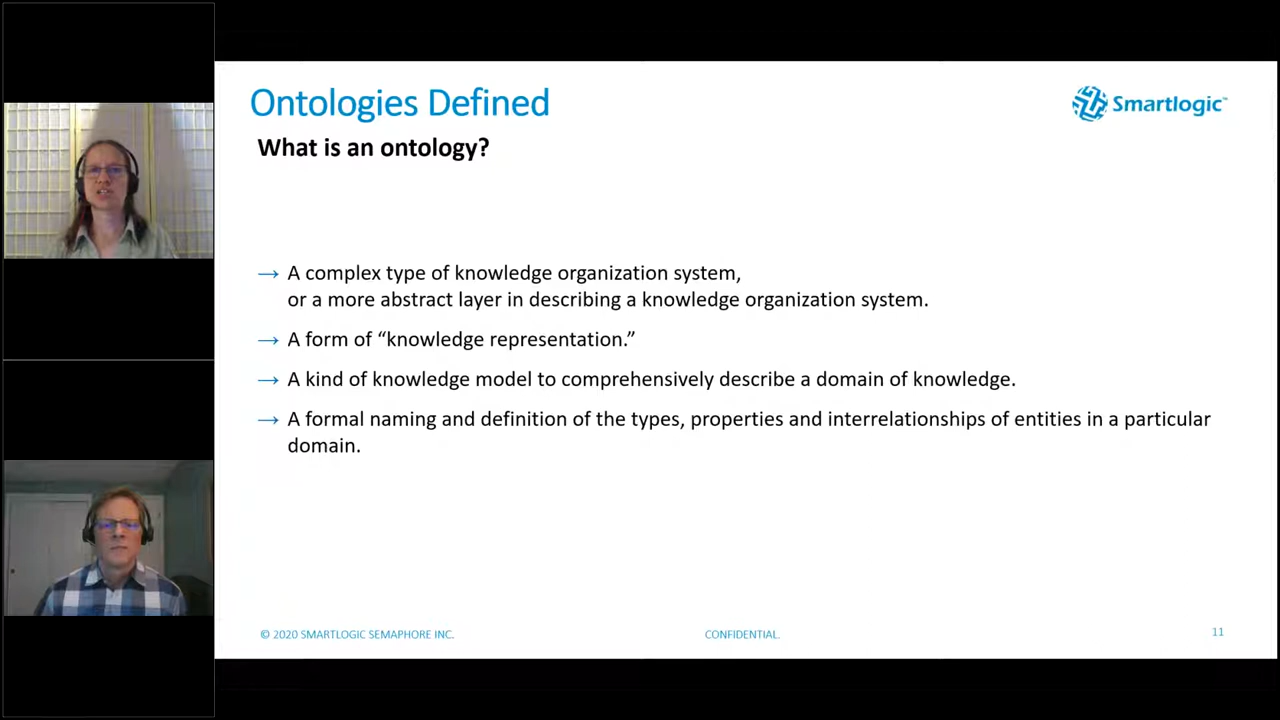 Ontologies Defined
Smartlogic™
What is an ontology?
→ A complex type of knowledge organization system,
or a more abstract layer in describing a knowledge organization system.
→ A form of “knowledge representation.”
→ A kind of knowledge model to comprehensively describe a domain of knowledge.
→ A formal naming and definition of the types, properties and interrelationships of entities in a particular
domain.
© 2020 SMARTLOGIC SEMAPHORE INC.
CONFIDENTIAL.
11